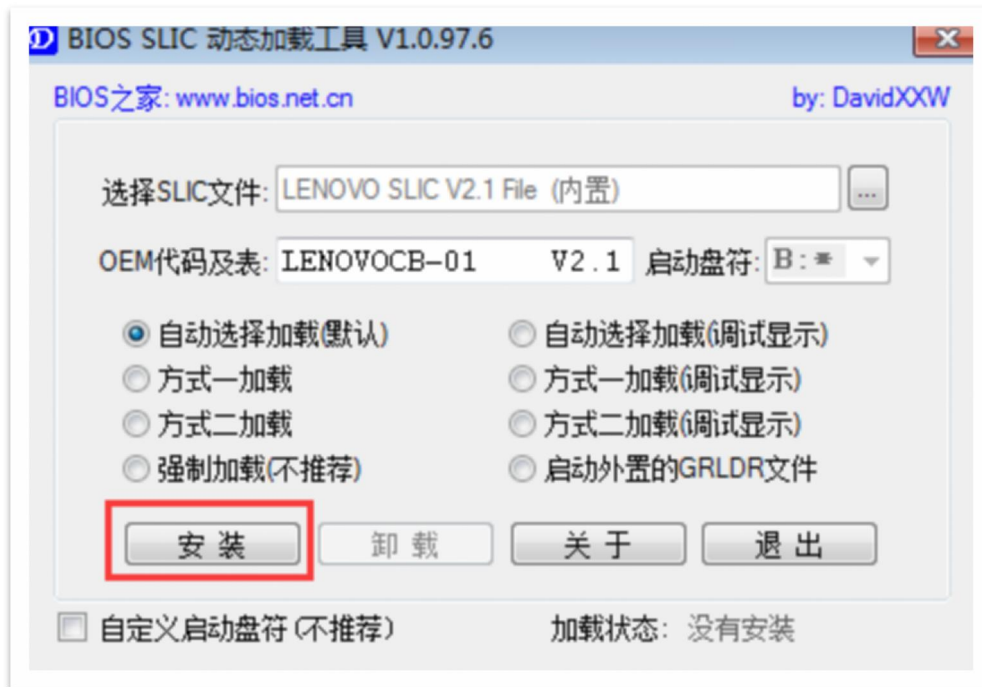 BIOS SLIC 动态加载工具 V1.0.97.6
BIOS之家: www.bios.net.cn by: DavidXXW
选择SLIC文件: LENOVO SLIC V2.1 File (内置) ...
OEM代码及表: LENOVOCB-01 V2.1 启动盘符: B:*
自动选择加载(默认) 自动选择加载(调试显示)
方式一加载 方式一加载(调试显示)
方式二加载 方式二加载(调试显示)
强制加载(不推荐) 启动外置的GRLDR文件
安 装 卸 载 关 于 退 出
自定义启动盘符(不推荐) 加载状态: 没有安装